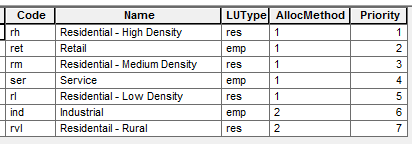 Code Name LUType AllocMethod Priority
rh Residential - High Density res 1 1
ret Retail emp 1 2
rm Residential - Medium Density res 1 3
ser Service emp 1 4
rl Residential - Low Density res 1 5
ind Industrial emp 2 6
rvl Residentail - Rural res 2 7